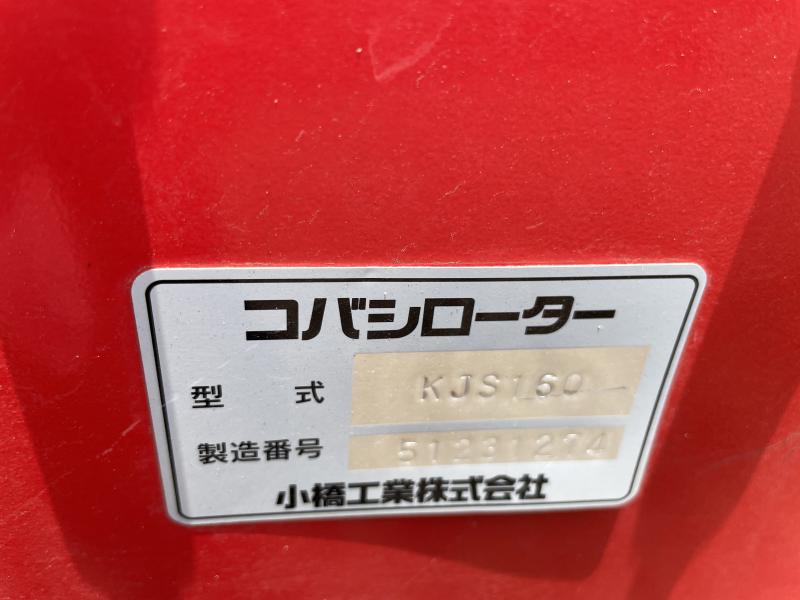 コバシローター
型 式 KJS160
製造番号 51231274
小橋工業株式会社